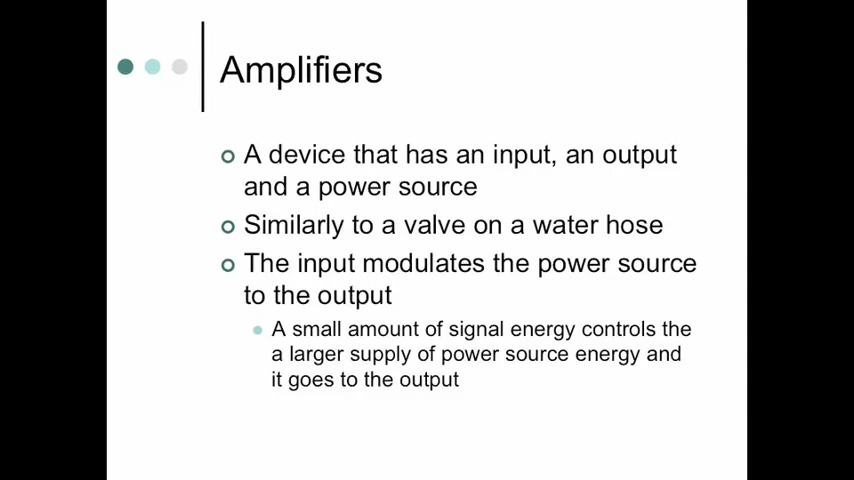 Amplifiers
A device that has an input, an output
and a power source
Similarly to a valve on a water hose
The input modulates the power source
to the output
A small amount of signal energy controls the
a larger supply of power source energy and
it goes to the output